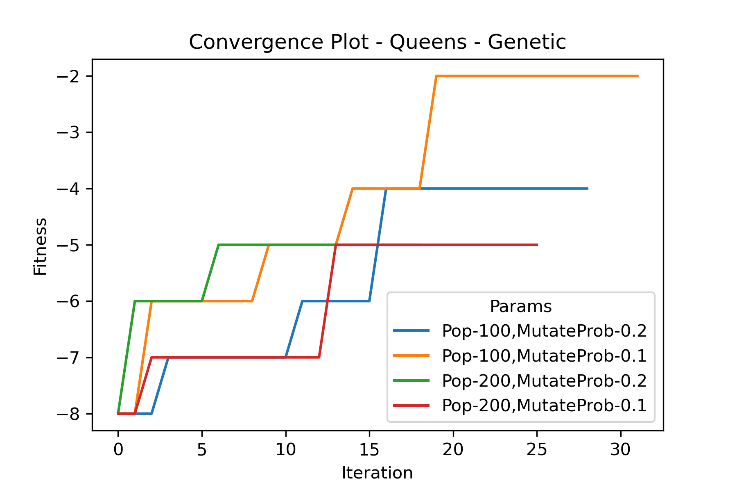 Convergence Plot - Queens - Genetic
−2
−3
−4
−5
−6
−7
−8
Fitness
Params
Pop-100,MutateProb-0.2
Pop-100,MutateProb-0.1
Pop-200,MutateProb-0.2
Pop-200,MutateProb-0.1
0 5 10 15 20 25 30
Iteration